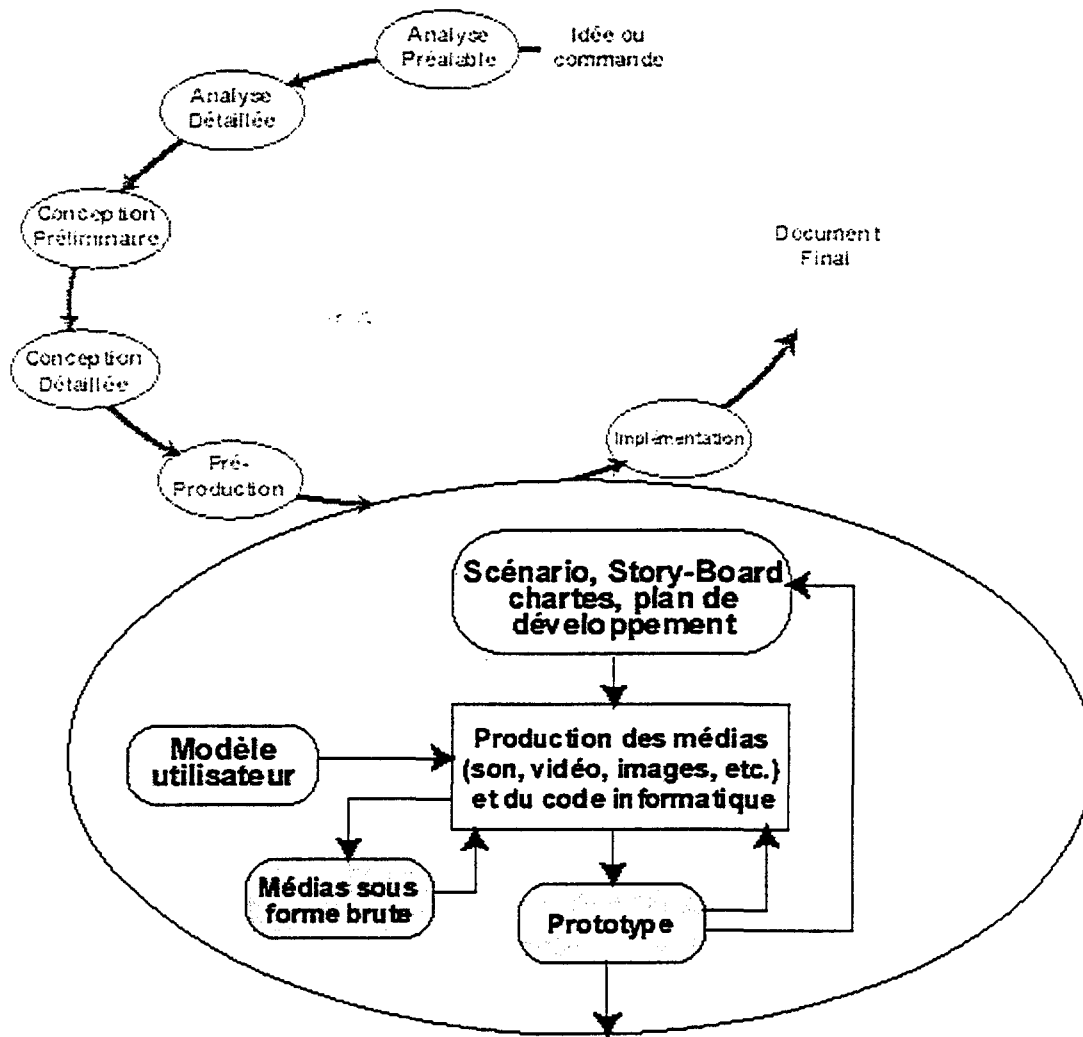 Analyse
Préalable
Idée ou
commande
Analyse
Détaillée
Conception
Préliminaire
Document
Final
Conception
Détaillée
Implémentation
Pré-
Production
Scénario, Story-Board
chartes, plan de
développement
Modèle
utilisateur
Production des médias
(son, vidéo, images, etc.)
et du code informatique
Médias sous
forme brute
Prototype